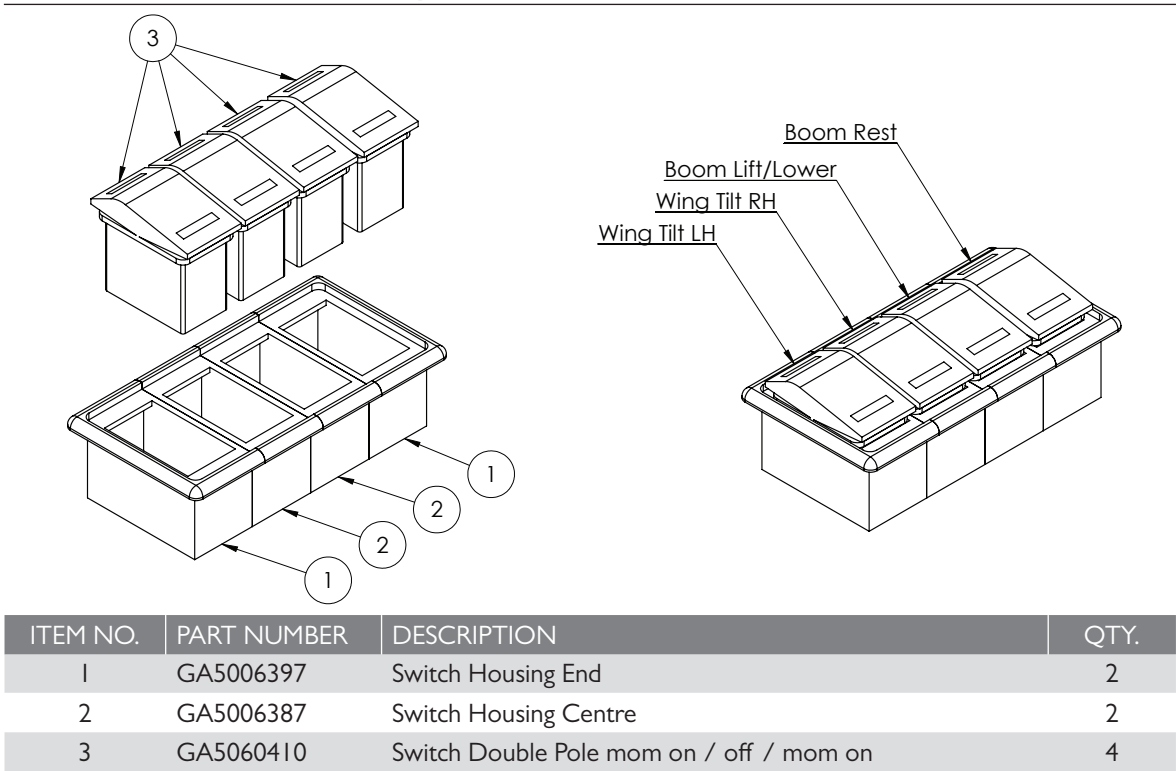 3
Boom Rest
Boom Lift/Lower
Wing Tilt RH
Wing Tilt LH
1
2
2
1
ITEM NO. PART NUMBER DESCRIPTION QTY.
1 GA5006397 Switch Housing End 2
2 GA5006387 Switch Housing Centre 2
3 GA5060410 Switch Double Pole mom on / off / mom on 4